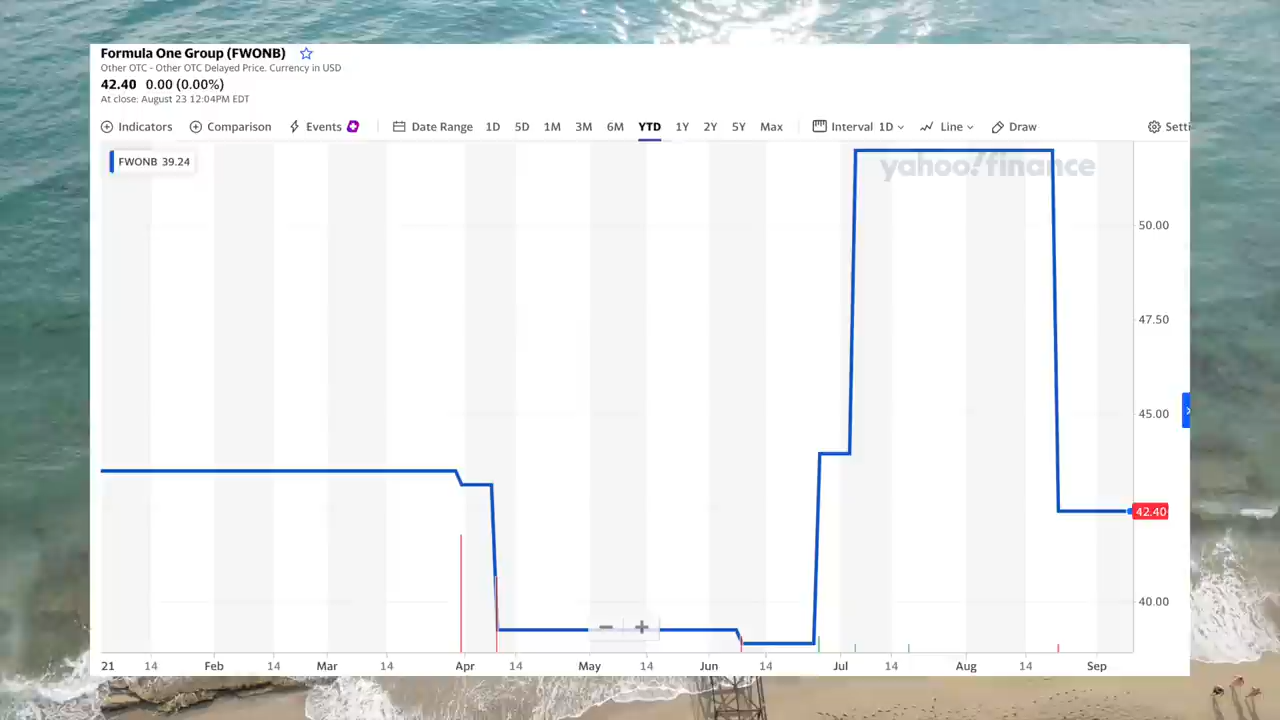 Formula One Group (FWONB)
Other OTC - Other OTC Delayed Price. Currency in USD
42.40 0.00 (0.00%)
At close: August 23 12:04PM EDT
Indicators Comparison Events Date Range 1D 5D 1M 3M 6M YTD 1Y 2Y 5Y Max Interval 1D Line Draw Setti
FWONB 39.24
yahoo!finance
50.00
47.50
45.00
42.40
40.00
21 14 Feb 14 Mar 14 Apr 14 May 14 Jun 14 Jul 14 Aug 14 Sep